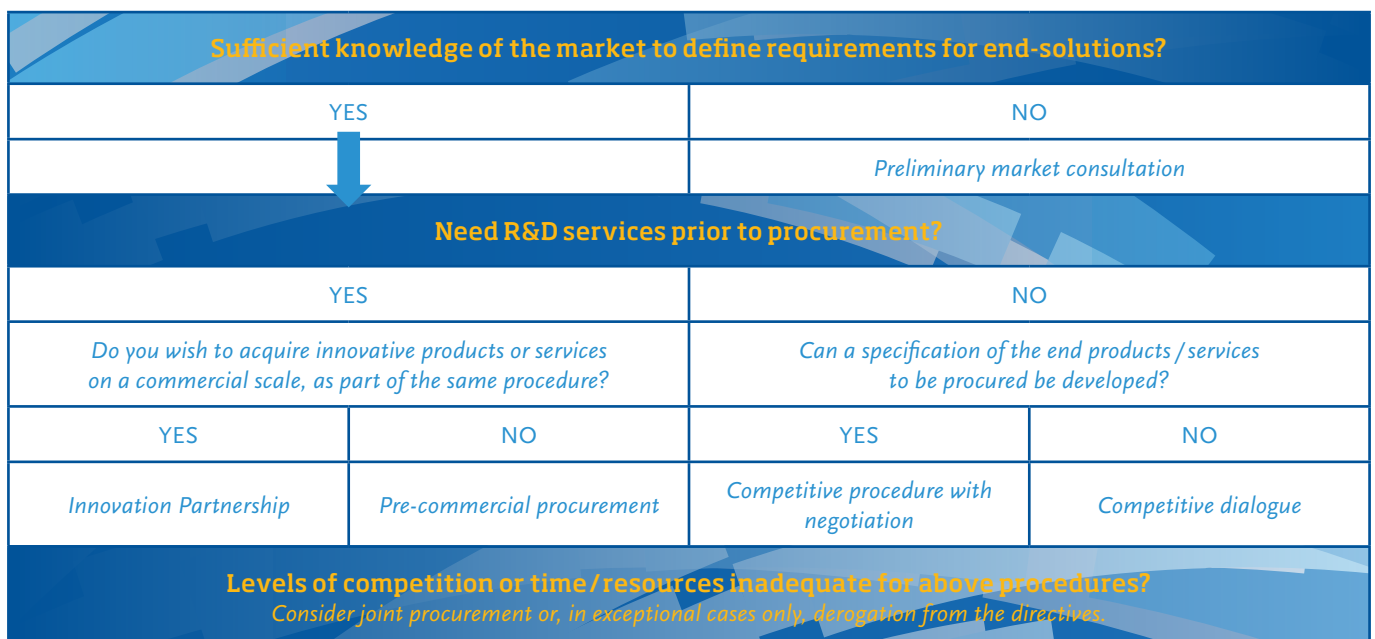 Sufficient knowledge of the market to define requirements for end-solutions?
YES
NO
Preliminary market consultation
Need R&D services prior to procurement?
YES
NO
Do you wish to acquire innovative products or services
on a commercial scale, as part of the same procedure?
Can a specification of the end products / services
to be procured be developed?
YES
NO
YES
NO
Innovation Partnership
Pre-commercial procurement
Competitive procedure with
negotiation
Competitive dialogue
Levels of competition or time / resources inadequate for above procedures?
Consider joint procurement or, in exceptional cases only, derogation from the directives.